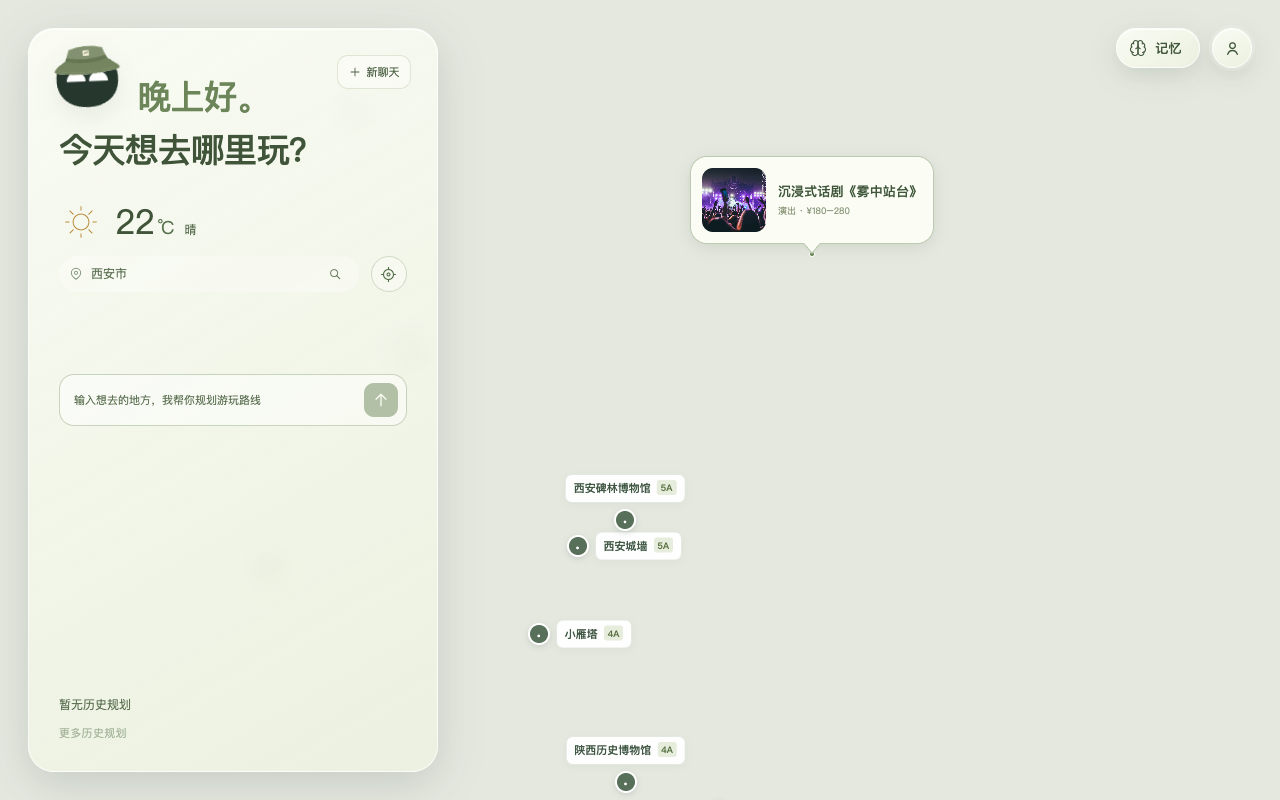 晚上好。
新聊天
今天想去哪里玩?
22℃ 晴
西安市
输入想去的地方，我帮你规划游玩路线
暂无历史规划
更多历史规划
记忆
沉浸式话剧《雾中站台》
演出 · ¥180—280
西安碑林博物馆 5A
西安城墙 5A
小雁塔 4A
陕西历史博物馆 4A